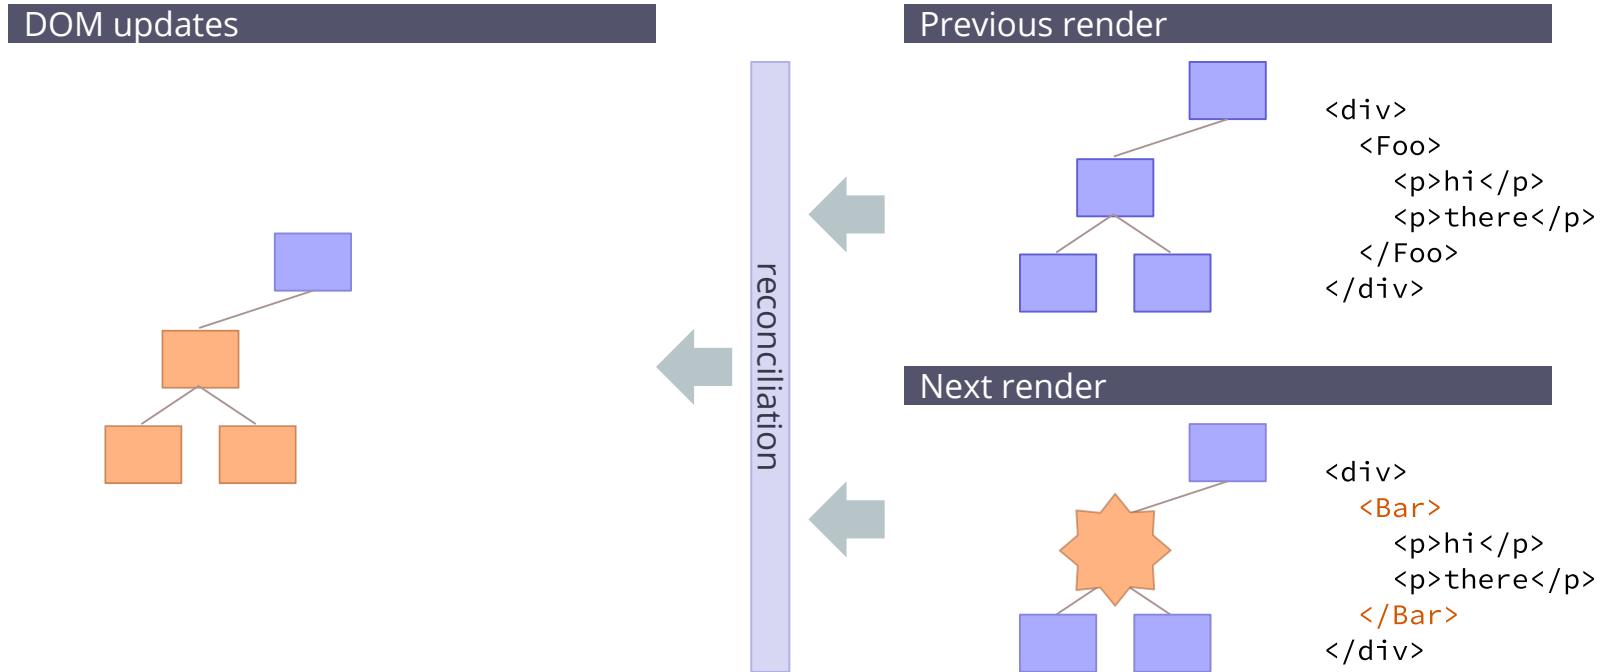 DOM updates
reconciliation
Previous render
<div>
<Foo>
<p>hi</p>
<p>there</p>
</Foo>
</div>
Next render
<div>
<Bar>
<p>hi</p>
<p>there</p>
</Bar>
</div>